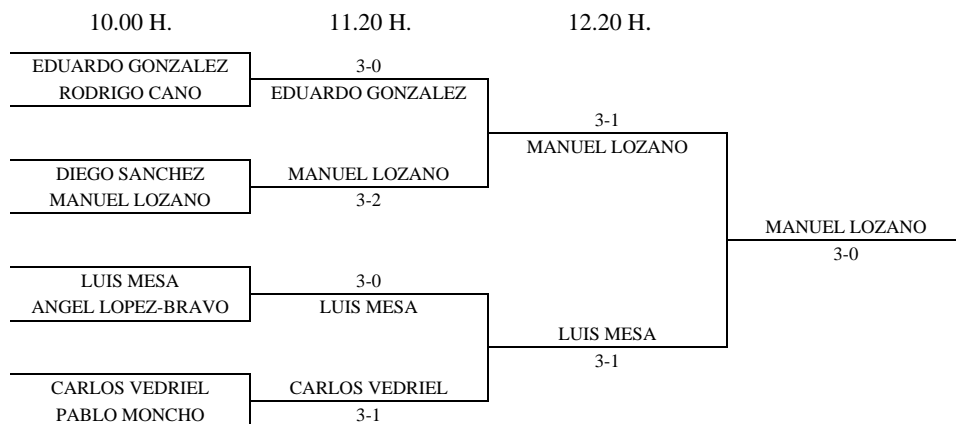 10.00 H. 11.20 H. 12.20 H.
EDUARDO GONZALEZ 3-0
RODRIGO CANO EDUARDO GONZALEZ
3-1
MANUEL LOZANO
DIEGO SANCHEZ MANUEL LOZANO
MANUEL LOZANO 3-2
MANUEL LOZANO
3-0
LUIS MESA 3-0
ANGEL LOPEZ-BRAVO LUIS MESA
LUIS MESA
3-1
CARLOS VEDRIEL CARLOS VEDRIEL
PABLO MONCHO 3-1